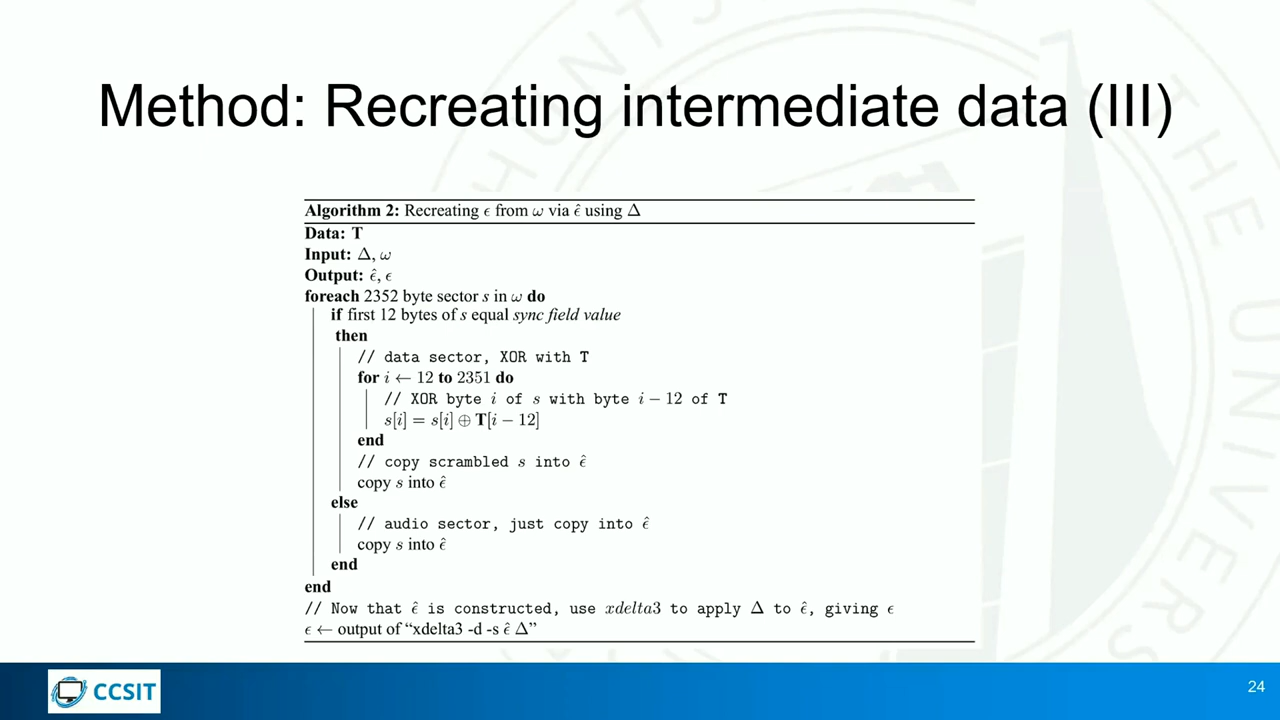 Method: Recreating intermediate data (III)
Algorithm 2: Recreating ϵ from ω via ϵ̂ using Δ
Data: T
Input: Δ, ω
Output: ϵ̂, ϵ
foreach 2352 byte sector s in ω do
if first 12 bytes of s equal sync field value
then
// data sector, XOR with T
for i ← 12 to 2351 do
// XOR byte i of s with byte i − 12 of T
s[i] = s[i] ⊕ T[i − 12]
end
// copy scrambled s into ϵ̂
copy s into ϵ̂
else
// audio sector, just copy into ϵ̂
copy s into ϵ̂
end
end
// Now that ϵ̂ is constructed, use xdelta3 to apply Δ to ϵ̂, giving ϵ
ϵ ← output of “xdelta3 -d -s ϵ̂ Δ”
CCSIT
24
HUNTS
THE UNIVERS